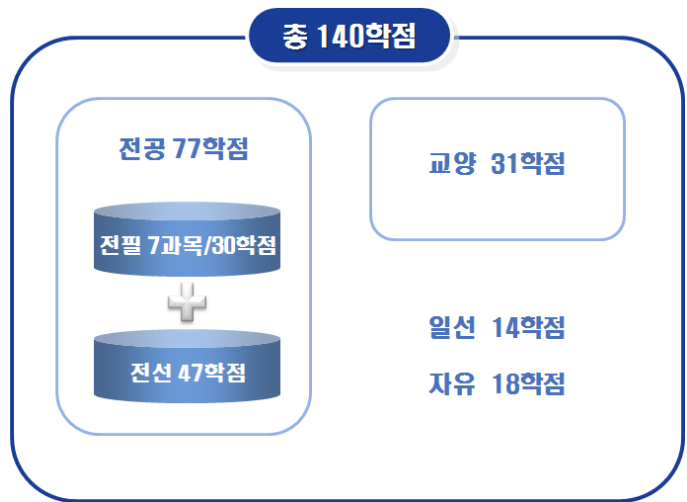 총 140학점
전공 77학점
전필 7과목/30학점
전선 47학점
교양 31학점
일선 14학점
자유 18학점